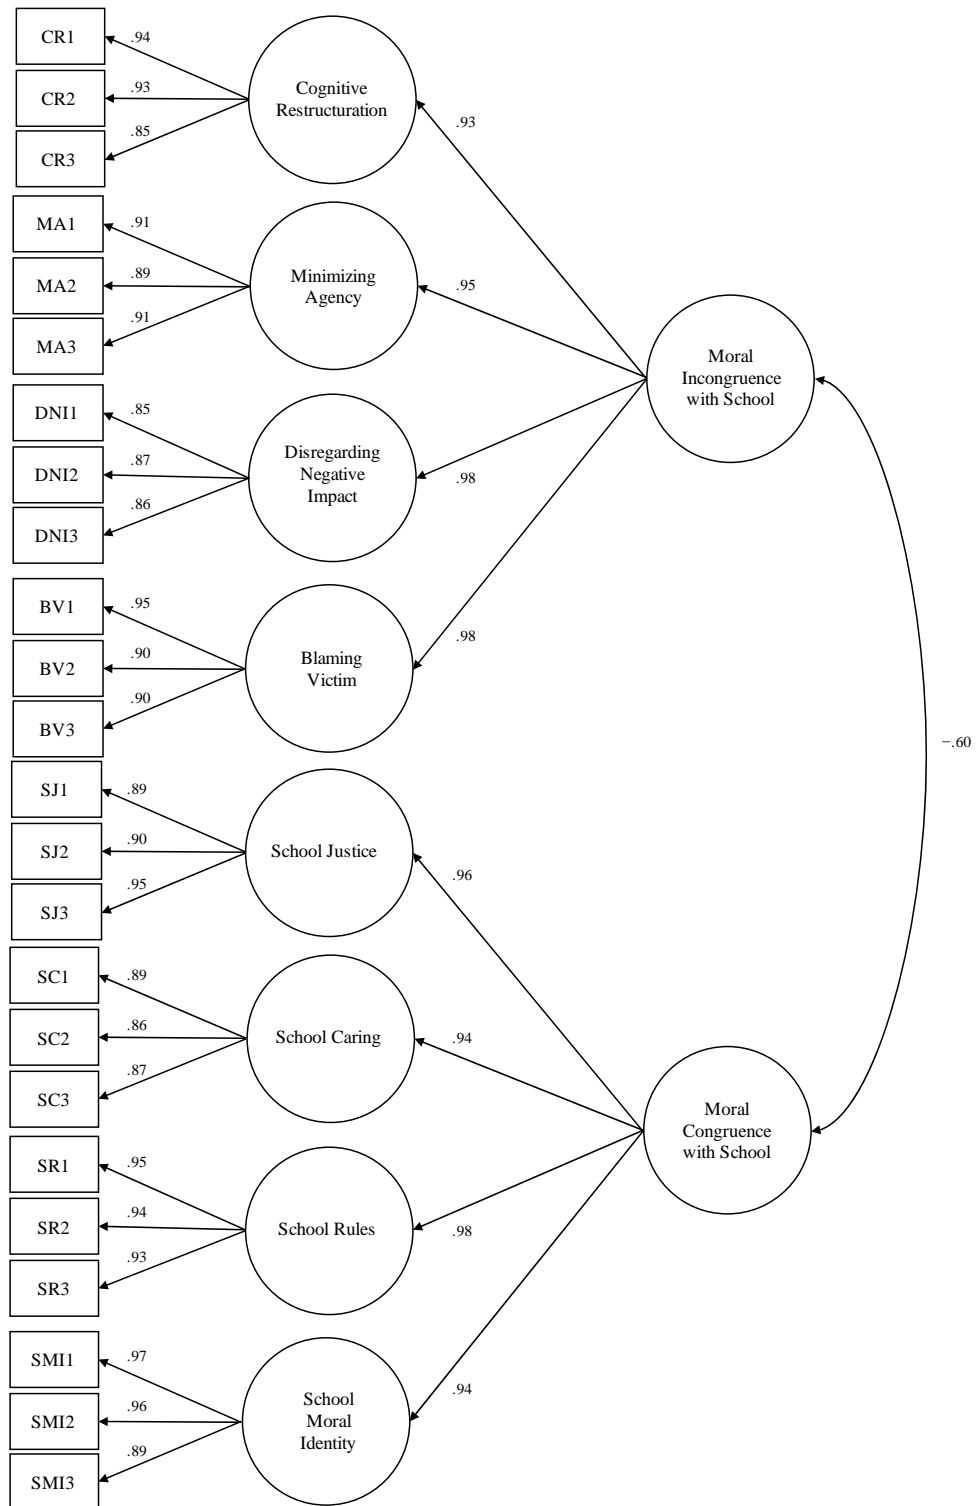 CR1
.94
CR2
.93
CR3
.85
Cognitive
Restructuration
.93
MA1
.91
MA2
.89
MA3
.91
Minimizing
Agency
.95
DNI1
.85
DNI2
.87
DNI3
.86
Disregarding
Negative
Impact
.98
BV1
.95
BV2
.90
BV3
.90
Blaming
Victim
.98
Moral
Incongruence
with School
−.60
SJ1
.89
SJ2
.90
SJ3
.95
School Justice
.96
SC1
.89
SC2
.86
SC3
.87
School Caring
.94
SR1
.95
SR2
.94
SR3
.93
School Rules
.98
SMI1
.97
SMI2
.96
SMI3
.89
School
Moral
Identity
.94
Moral
Congruence
with School